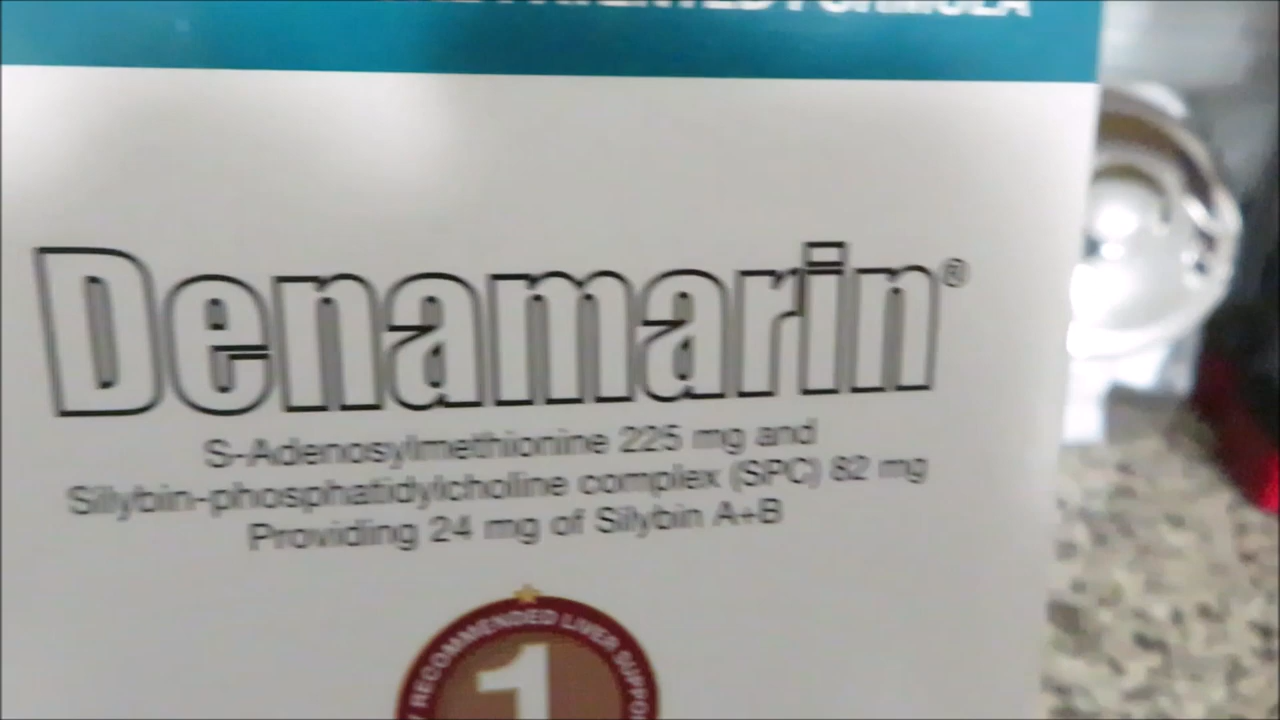 FORMULA
Denamarin®
S-Adenosylmethionine 225 mg and
Silybin-phosphatidylcholine complex (SPC) 82 mg
Providing 24 mg of Silybin A+B
RECOMMENDED LIVER
1